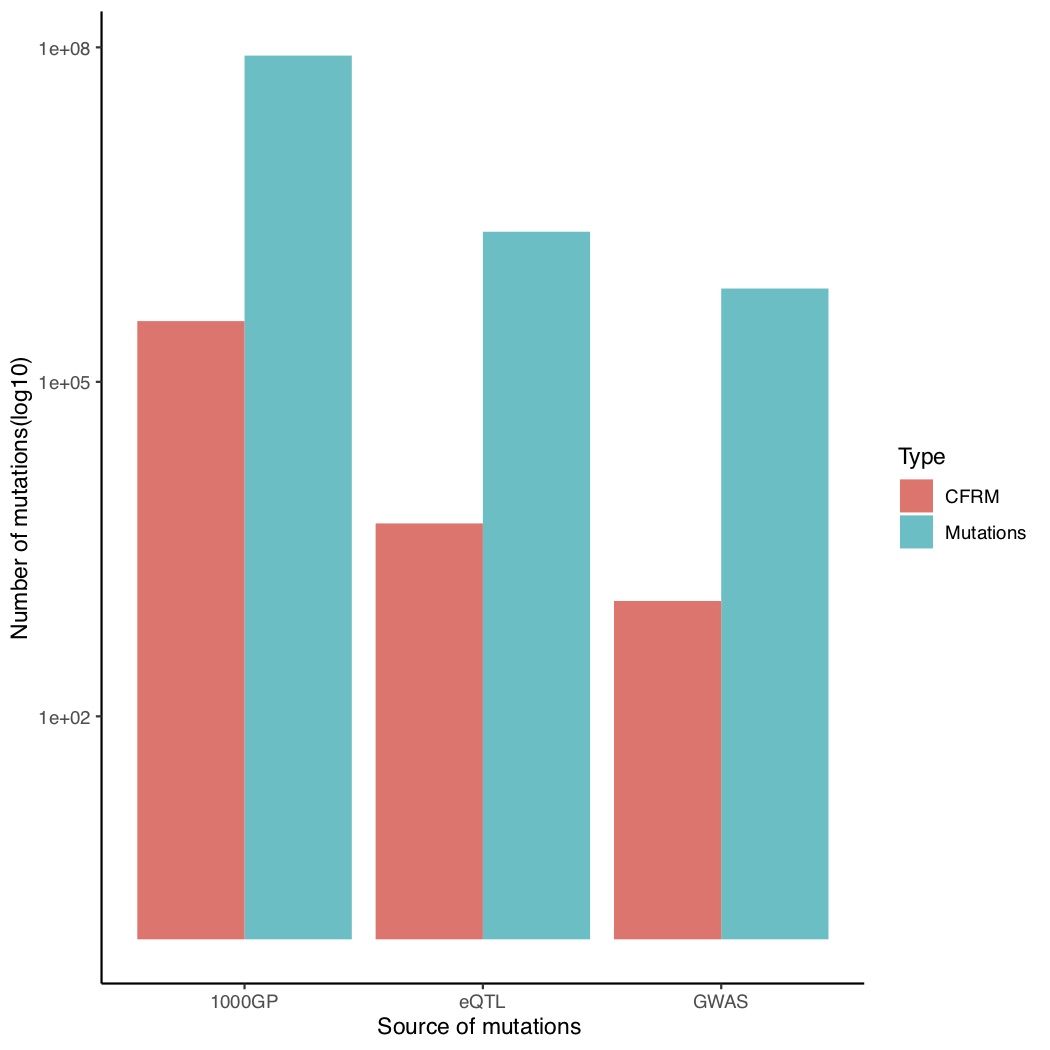 Number of mutations(log10)
1e+08
1e+05
1e+02
1000GP
eQTL
GWAS
Source of mutations
Type
CFRM
Mutations